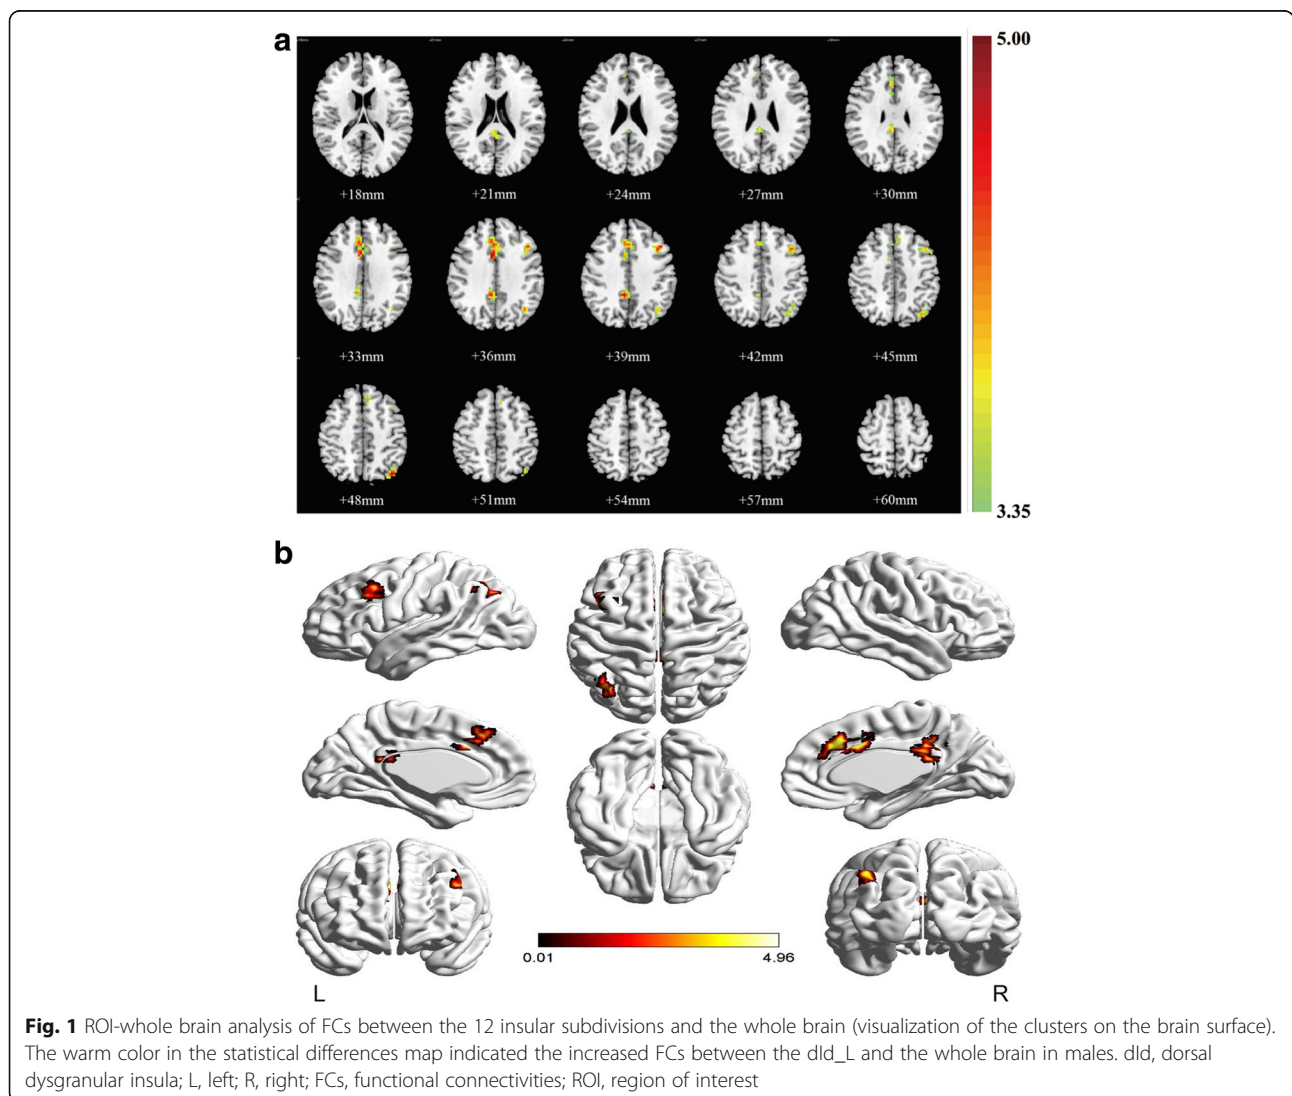 a
5.00
+18mm
+21mm
+24mm
+27mm
+30mm
+33mm
+36mm
+39mm
+42mm
+45mm
+48mm
+51mm
+54mm
+57mm
+60mm
3.35
b
0.01
4.96
L
R
Fig. 1 ROI-whole brain analysis of FCs between the 12 insular subdivisions and the whole brain (visualization of the clusters on the brain surface).
The warm color in the statistical differences map indicated the increased FCs between the dId_L and the whole brain in males. dId, dorsal
dysgranular insula; L, left; R, right; FCs, functional connectivities; ROI, region of interest